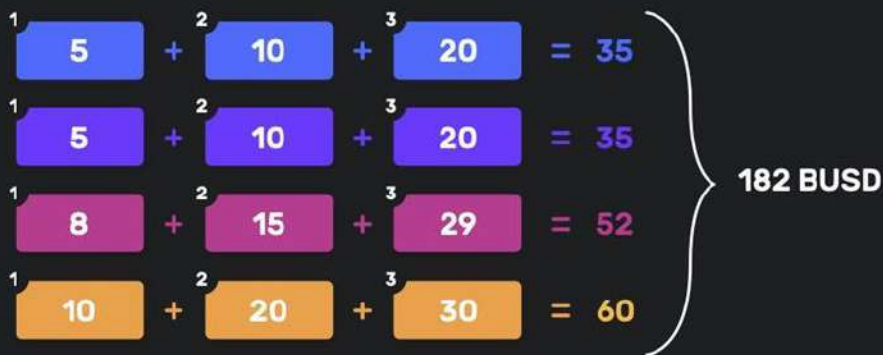 1 5 + 2 10 + 3 20 = 35
1 5 + 2 10 + 3 20 = 35
182 BUSD
1 8 + 2 15 + 3 29 = 52
1 10 + 2 20 + 3 30 = 60